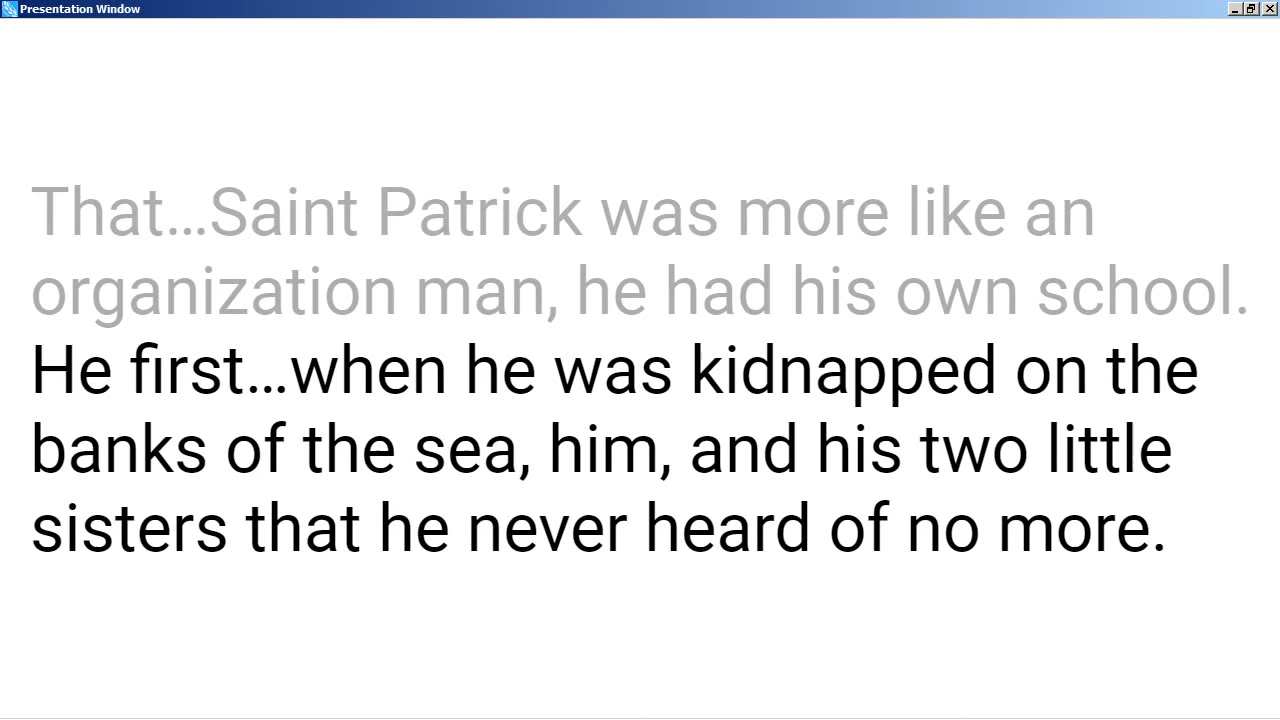 Presentation Window
That…Saint Patrick was more like an
organization man, he had his own school.
He first…when he was kidnapped on the
banks of the sea, him, and his two little
sisters that he never heard of no more.